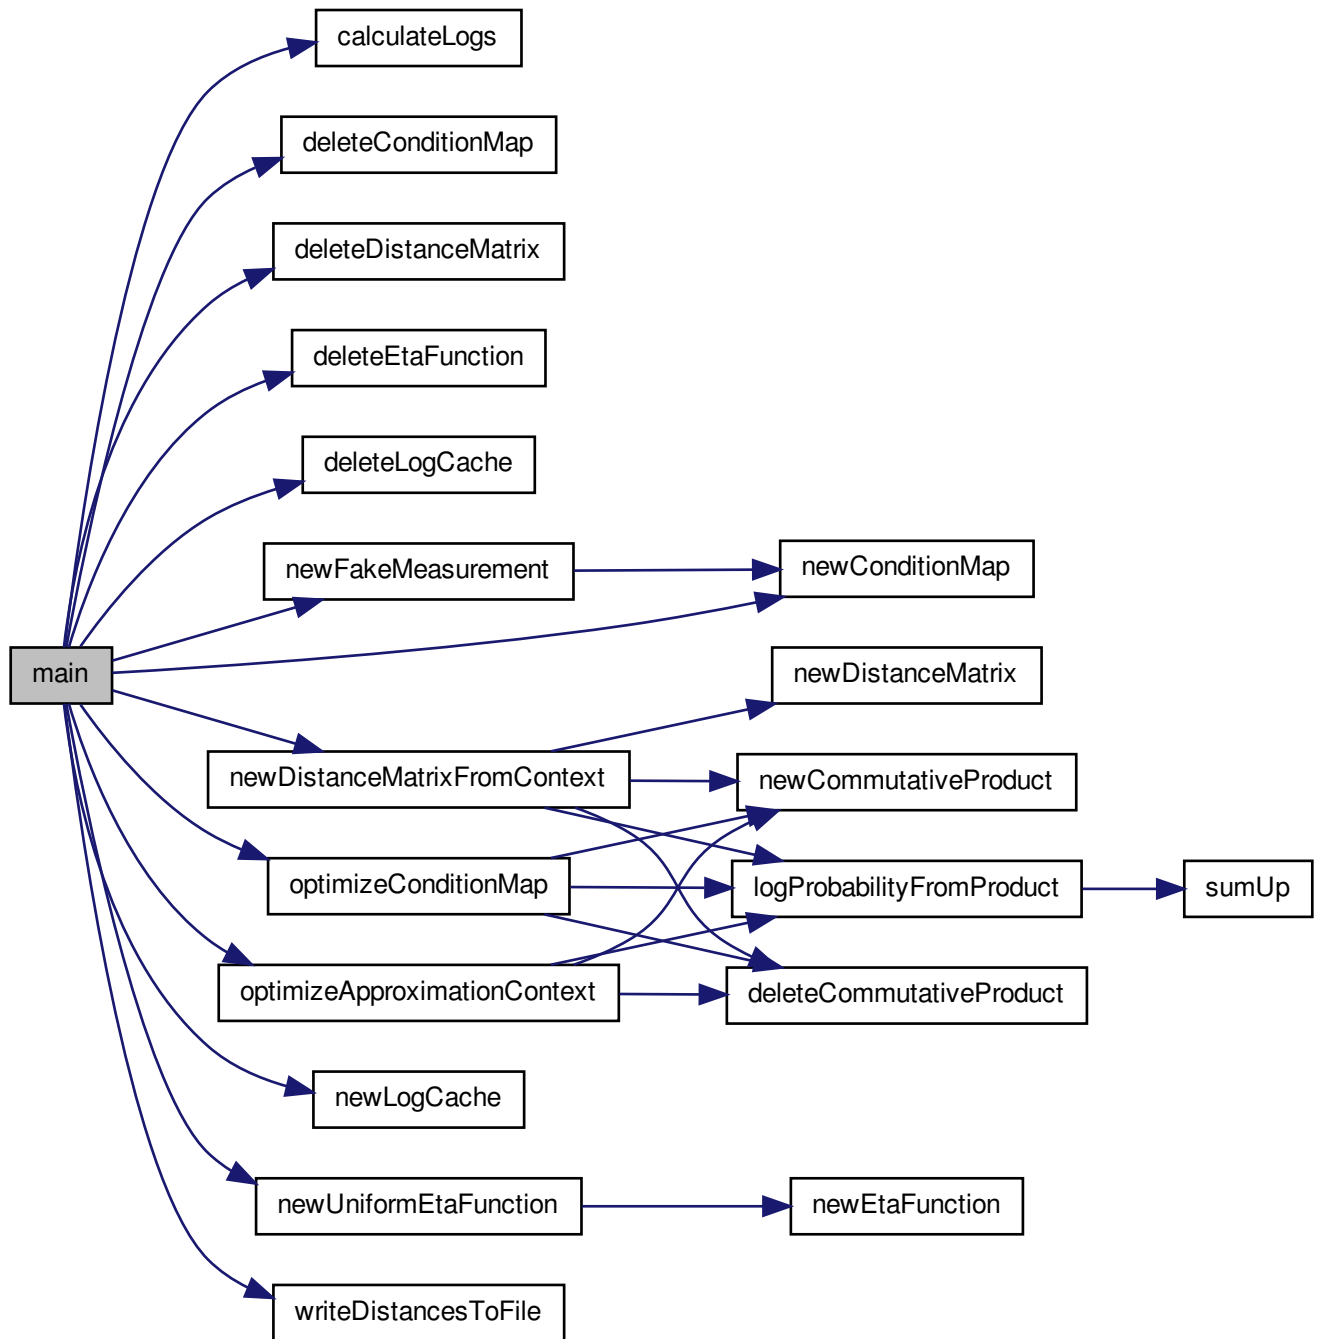 calculateLogs
deleteConditionMap
deleteDistanceMatrix
deleteEtaFunction
deleteLogCache
newFakeMeasurement
newConditionMap
main
newDistanceMatrix
newDistanceMatrixFromContext
newCommutativeProduct
optimizeConditionMap
logProbabilityFromProduct
sumUp
optimizeApproximationContext
deleteCommutativeProduct
newLogCache
newUniformEtaFunction
newEtaFunction
writeDistancesToFile